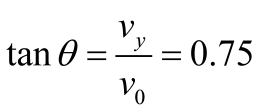 tan θ = v_y / v_0 = 0.75